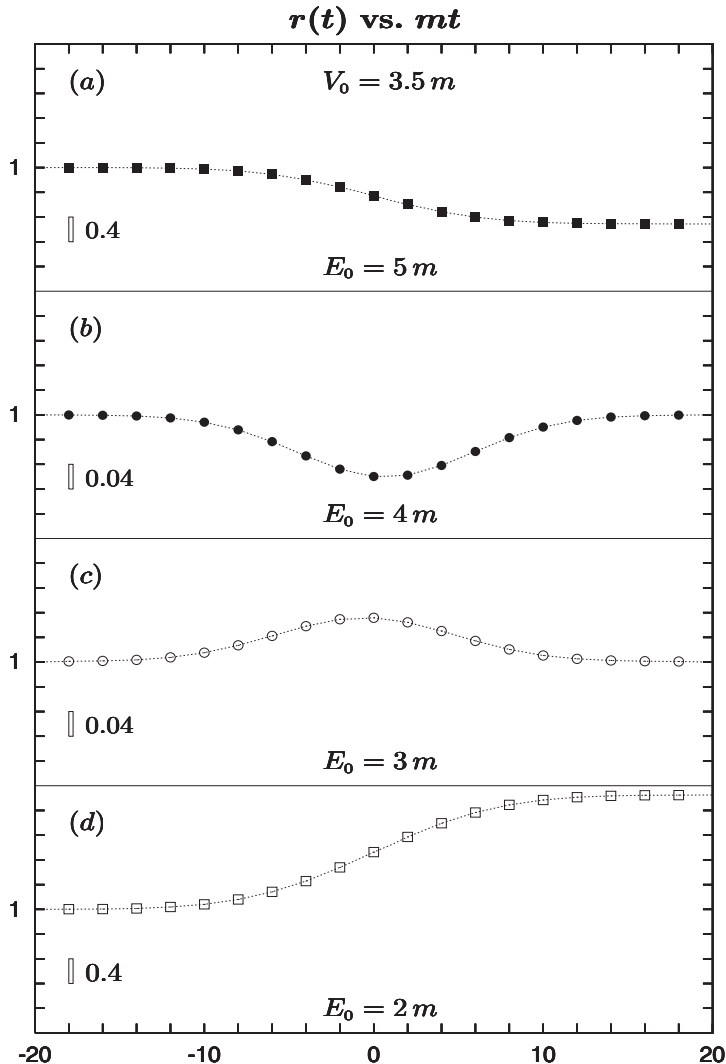 r(t) vs. mt
(a)
V₀ = 3.5 m
1
0.4
E₀ = 5 m
(b)
1
0.04
E₀ = 4 m
(c)
1
0.04
E₀ = 3 m
(d)
1
0.4
E₀ = 2 m
-20 -10 0 10 20